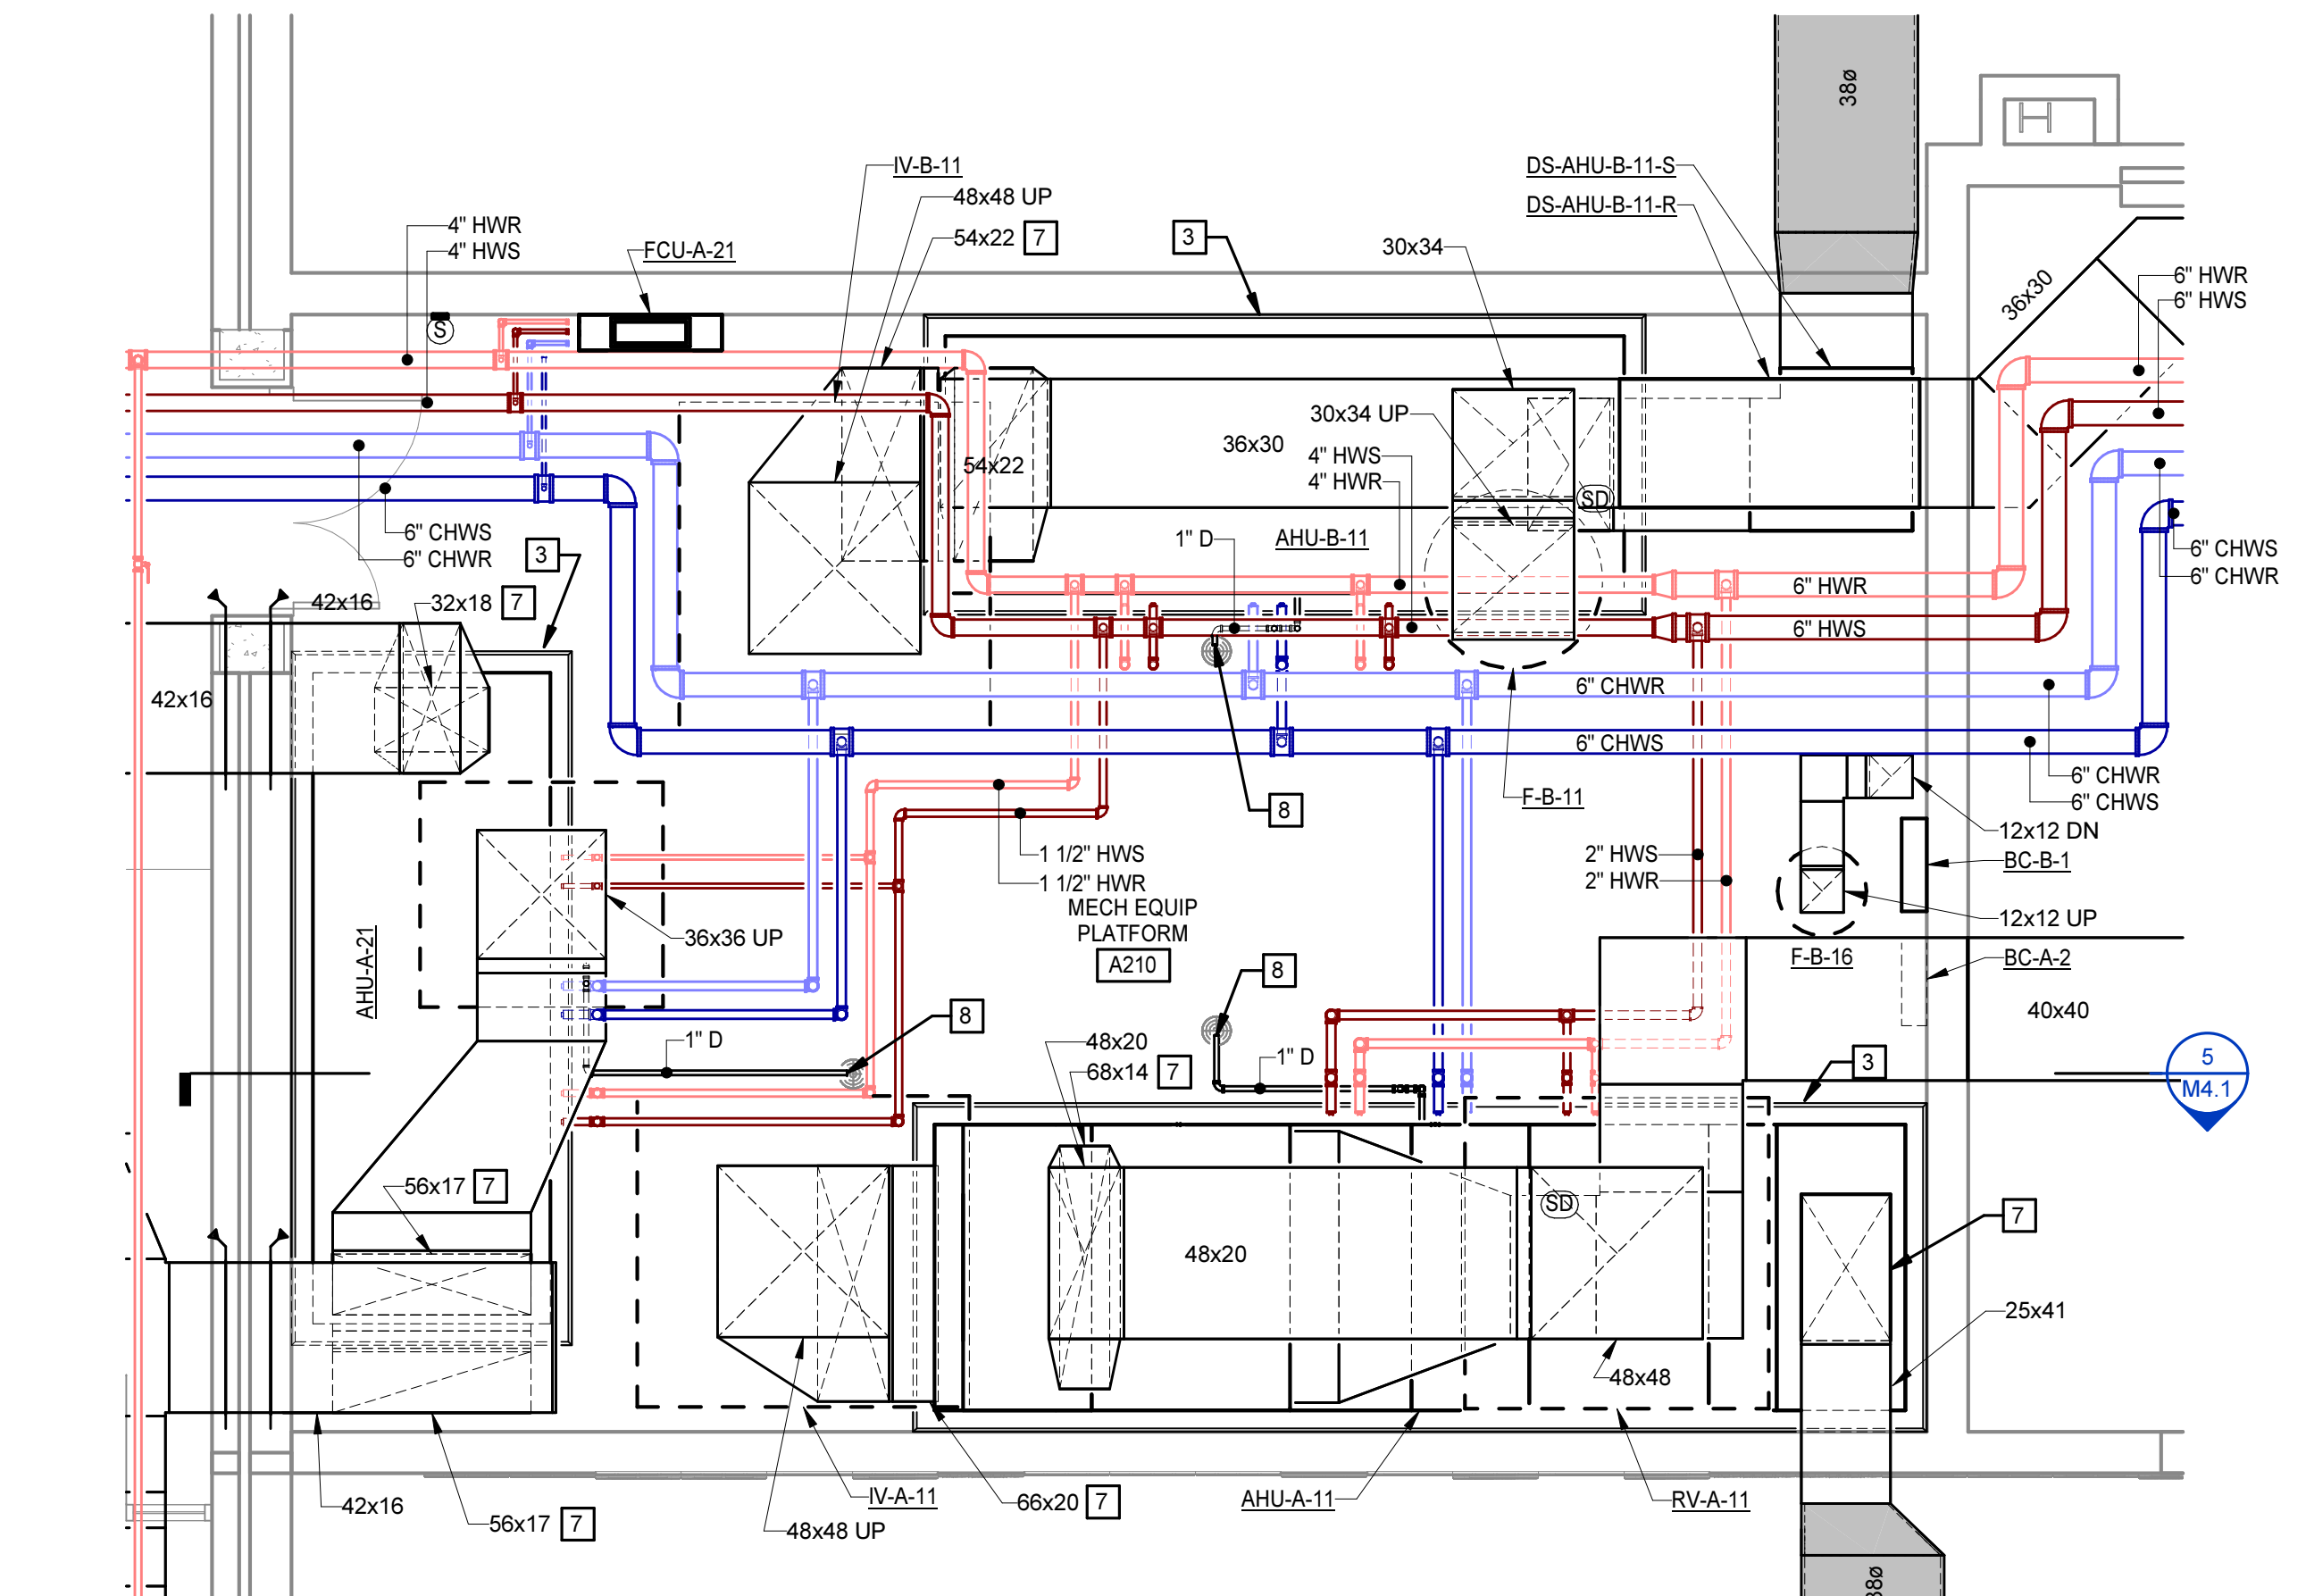 38ø
H
IV-B-11
48x48 UP
54x22 7
4" HWR
4" HWS
FCU-A-21
3
30x34
DS-AHU-B-11-S
DS-AHU-B-11-R
36x30
6" HWR
6" HWS
S
54x22
36x30
30x34 UP
4" HWS
4" HWR
SD
6" CHWS
6" CHWR
3
1" D
AHU-B-11
6" CHWS
6" CHWR
42x16
32x18 7
6" HWR
6" HWS
42x16
6" CHWR
6" CHWS
6" CHWR
6" CHWS
8
F-B-11
12x12 DN
BC-B-1
1 1/2" HWS
1 1/2" HWR
2" HWS
2" HWR
MECH EQUIP
PLATFORM
A210
36x36 UP
12x12 UP
F-B-16
BC-A-2
AHU-A-21
8
8
40x40
1" D
48x20
68x14 7
1" D
3
5
M4.1
56x17 7
SD
7
48x20
25x41
48x48
42x16
56x17 7
IV-A-11
48x48 UP
66x20 7
AHU-A-11
RV-A-11
38ø